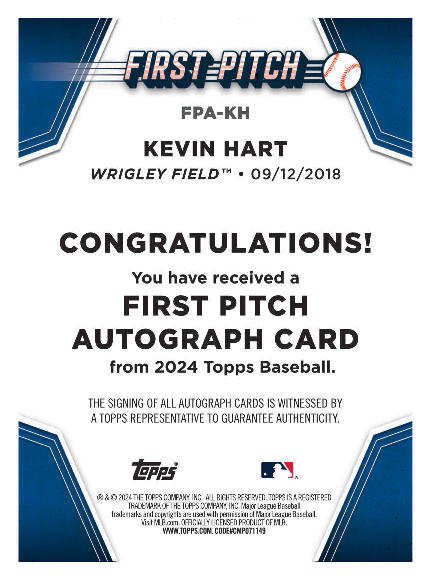 FIRST PITCH
FPA-KH
KEVIN HART
WRIGLEY FIELD™ • 09/12/2018
CONGRATULATIONS!
You have received a
FIRST PITCH
AUTOGRAPH CARD
from 2024 Topps Baseball.
THE SIGNING OF ALL AUTOGRAPH CARDS IS WITNESSED BY
A TOPPS REPRESENTATIVE TO GUARANTEE AUTHENTICITY.
topps
® & © 2024 THE TOPPS COMPANY, INC. ALL RIGHTS RESERVED. TOPPS IS A REGISTERED
TRADEMARK OF THE TOPPS COMPANY, INC. Major League Baseball
trademarks and copyrights are used with permission of Major League Baseball.
Visit MLB.com. OFFICIALLY LICENSED PRODUCT OF MLB.
WWW.TOPPS.COM. CODE#CMP071149